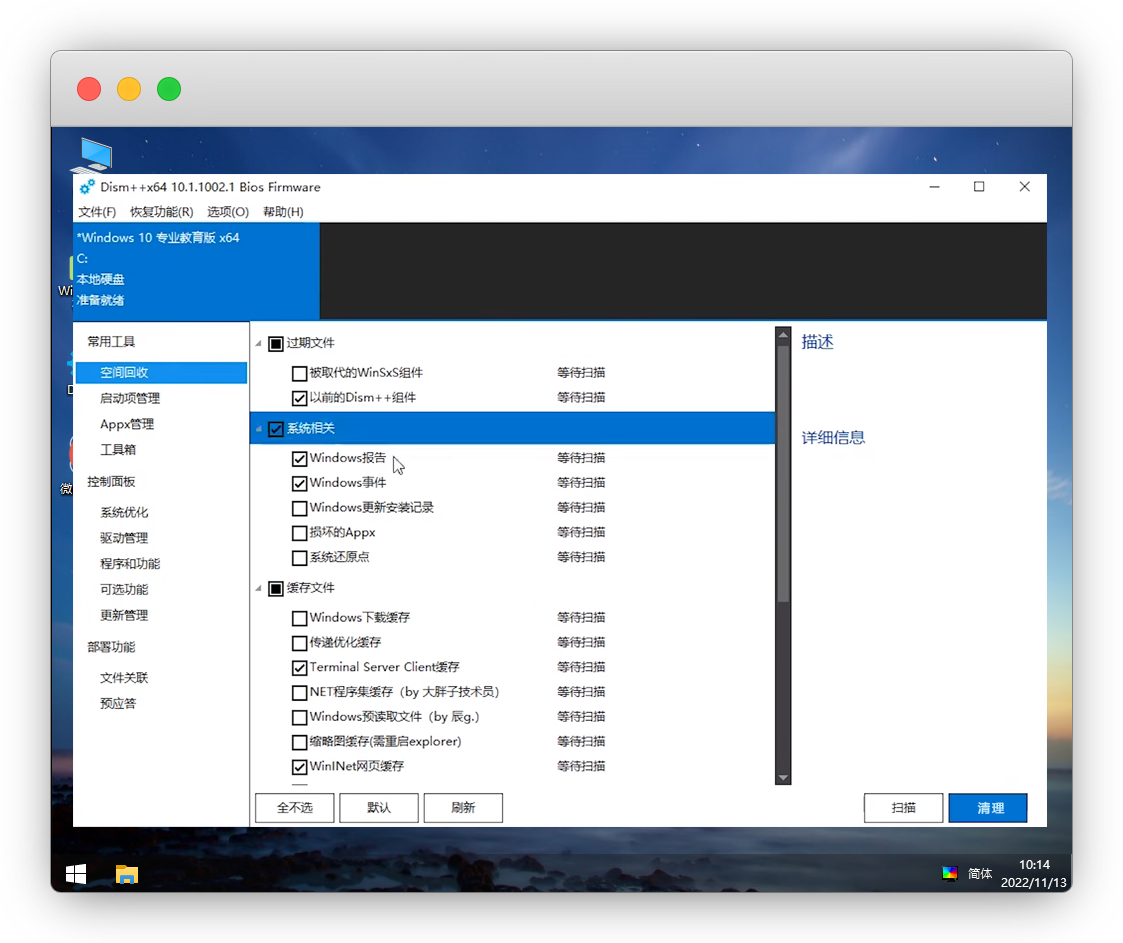 Dism++x64 10.1.1002.1 Bios Firmware
文件(F) 恢复功能(R) 选项(O) 帮助(H)
*Windows 10 专业教育版 x64
C:
本地硬盘
准备就绪
Wi
微
常用工具
空间回收
启动项管理
Appx管理
工具箱
控制面板
系统优化
驱动管理
程序和功能
可选功能
更新管理
部署功能
文件关联
预应答
过期文件
被取代的WinSxS组件 等待扫描
以前的Dism++组件 等待扫描
系统相关
Windows报告 等待扫描
Windows事件 等待扫描
Windows更新安装记录 等待扫描
损坏的Appx 等待扫描
系统还原点 等待扫描
缓存文件
Windows下载缓存 等待扫描
传递优化缓存 等待扫描
Terminal Server Client缓存 等待扫描
NET程序集缓存（by 大胖子技术员） 等待扫描
Windows预读取文件（by 辰g.） 等待扫描
缩略图缓存(需重启explorer) 等待扫描
WinINet网页缓存 等待扫描
描述
详细信息
全不选 默认 刷新 扫描 清理
简体
10:14
2022/11/13